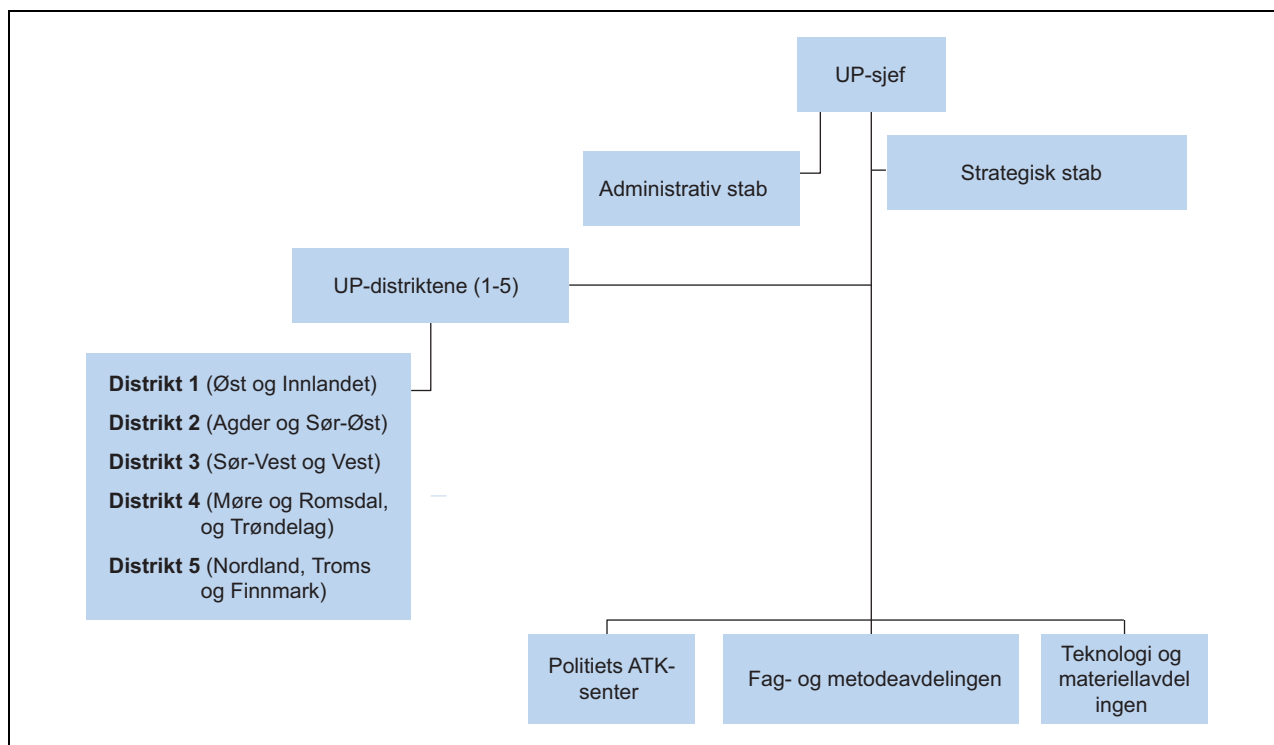 UP-sjef
Administrativ stab
Strategisk stab
UP-distriktene (1-5)
Distrikt 1 (Øst og Innlandet)
Distrikt 2 (Agder og Sør-Øst)
Distrikt 3 (Sør-Vest og Vest)
Distrikt 4 (Møre og Romsdal,
og Trøndelag)
Distrikt 5 (Nordland, Troms
og Finnmark)
Politiets ATK-
senter
Fag- og metodeavdelingen
Teknologi og
materiellavdel
ingen